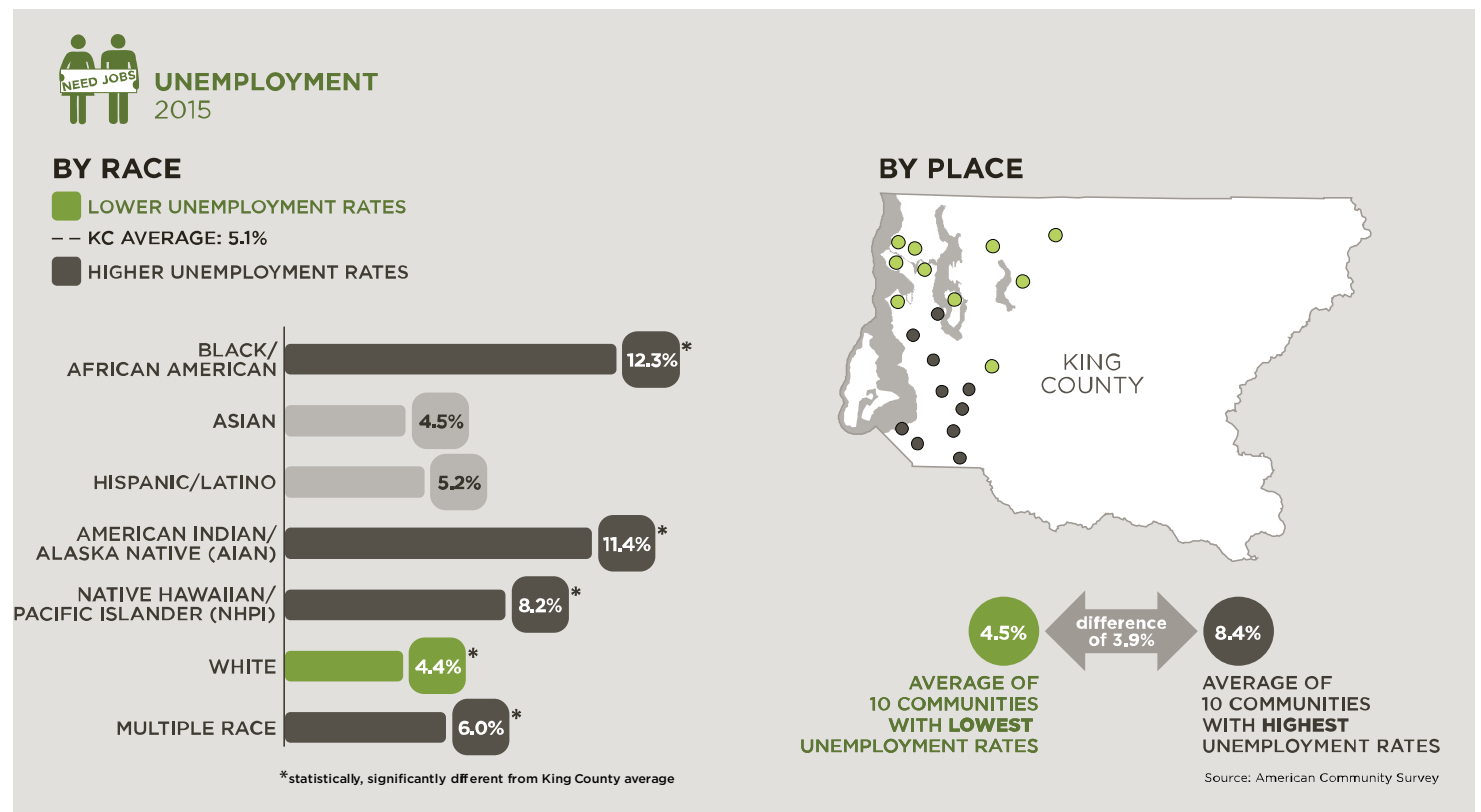 NEED JOBS
UNEMPLOYMENT
2015
BY RACE
LOWER UNEMPLOYMENT RATES
-- KC AVERAGE: 5.1%
HIGHER UNEMPLOYMENT RATES
BLACK/
AFRICAN AMERICAN
12.3%*
ASIAN
4.5%
HISPANIC/LATINO
5.2%
AMERICAN INDIAN/
ALASKA NATIVE (AIAN)
11.4%*
NATIVE HAWAIIAN/
PACIFIC ISLANDER (NHPI)
8.2%*
WHITE
4.4%*
MULTIPLE RACE
6.0%*
*statistically, significantly different from King County average
BY PLACE
KING
COUNTY
4.5%
difference
of 3.9%
8.4%
AVERAGE OF
10 COMMUNITIES
WITH LOWEST
UNEMPLOYMENT RATES
AVERAGE OF
10 COMMUNITIES
WITH HIGHEST
UNEMPLOYMENT RATES
Source: American Community Survey